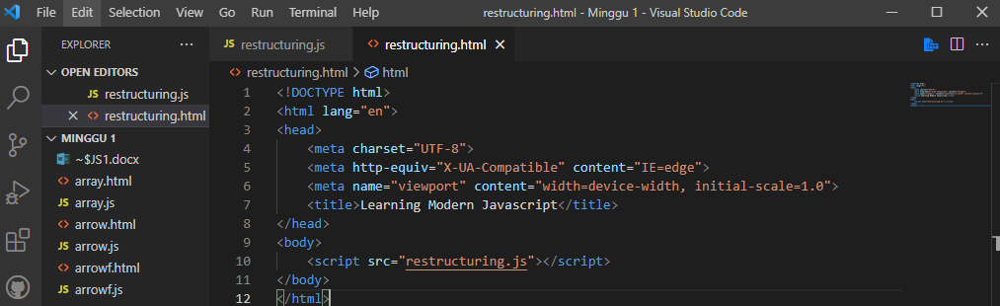 File Edit Selection View Go Run Terminal Help restructuring.html - Minggu 1 - Visual Studio Code
EXPLORER
OPEN EDITORS
JS restructuring.js
restructuring.html
MINGGU 1
~$JS1.docx
array.html
JS array.js
arrow.html
JS arrow.js
arrowf.html
JS arrowf.js
JS restructuring.js restructuring.html
restructuring.html > html
1 <!DOCTYPE html>
2 <html lang="en">
3 <head>
4 <meta charset="UTF-8">
5 <meta http-equiv="X-UA-Compatible" content="IE=edge">
6 <meta name="viewport" content="width=device-width, initial-scale=1.0">
7 <title>Learning Modern Javascript</title>
8 </head>
9 <body>
10 <script src="restructuring.js"></script>
11 </body>
12 </html>